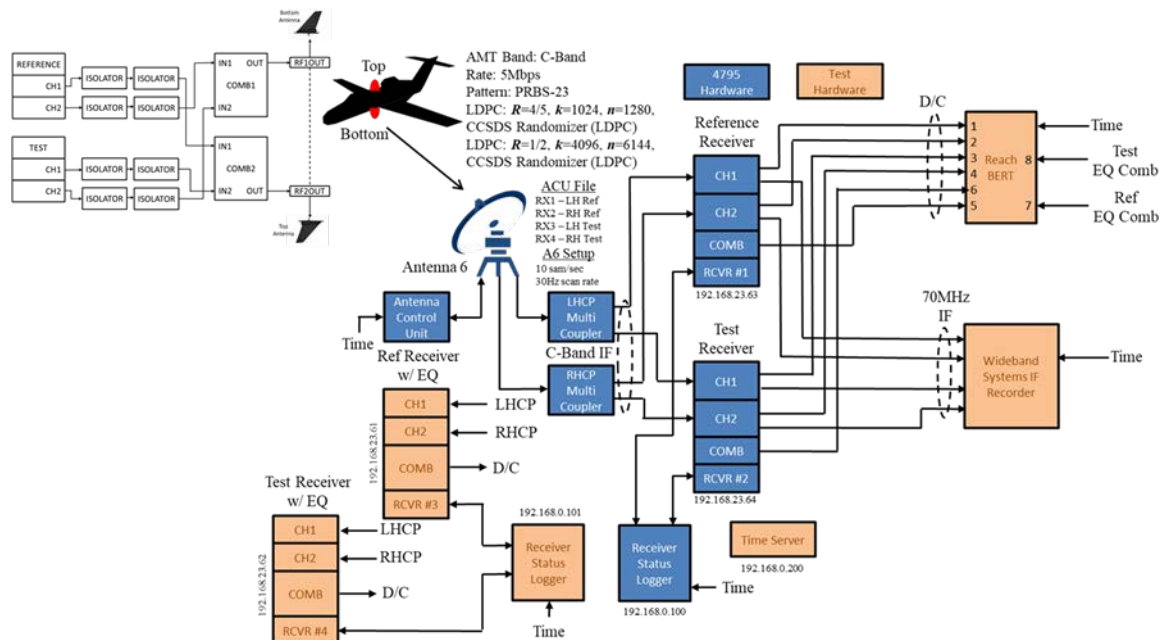 Bottom
Antenna
REFERENCE
CH1
CH2
ISOLATOR
ISOLATOR
ISOLATOR
ISOLATOR
IN1
OUT
COMB1
IN2
RF1OUT
TEST
CH1
CH2
ISOLATOR
ISOLATOR
ISOLATOR
ISOLATOR
IN1
COMB2
IN2
OUT
RF2OUT
Top
Antenna
Top
Bottom
AMT Band: C-Band
Rate: 5Mbps
Pattern: PRBS-23
LDPC: R=4/5, k=1024, n=1280,
CCSDS Randomizer (LDPC)
LDPC: R=1/2, k=4096, n=6144,
CCSDS Randomizer (LDPC)
4795
Hardware
Test
Hardware
ACU File
RX1 – LH Ref
RX2 – RH Ref
RX3 – LH Test
RX4 – RH Test
A6 Setup
10 sam/sec
30Hz scan rate
Antenna 6
Antenna
Control
Unit
Time
LHCP
Multi
Coupler
C-Band IF
RHCP
Multi
Coupler
Reference
Receiver
CH1
CH2
COMB
RCVR #1
192.168.23.63
Test
Receiver
CH1
CH2
COMB
RCVR #2
192.168.23.64
D/C
1
2
3
4
6
5
Reach
BERT
8
7
Time
Test
EQ Comb
Ref
EQ Comb
70MHz
IF
Wideband
Systems IF
Recorder
Time
Ref Receiver
w/ EQ
CH1
CH2
COMB
RCVR #3
192.168.23.61
LHCP
RHCP
D/C
Test Receiver
w/ EQ
CH1
CH2
COMB
RCVR #4
192.168.23.62
LHCP
RHCP
D/C
192.168.0.101
Receiver
Status
Logger
Time
Receiver
Status
Logger
192.168.0.100
Time
Time Server
192.168.0.200